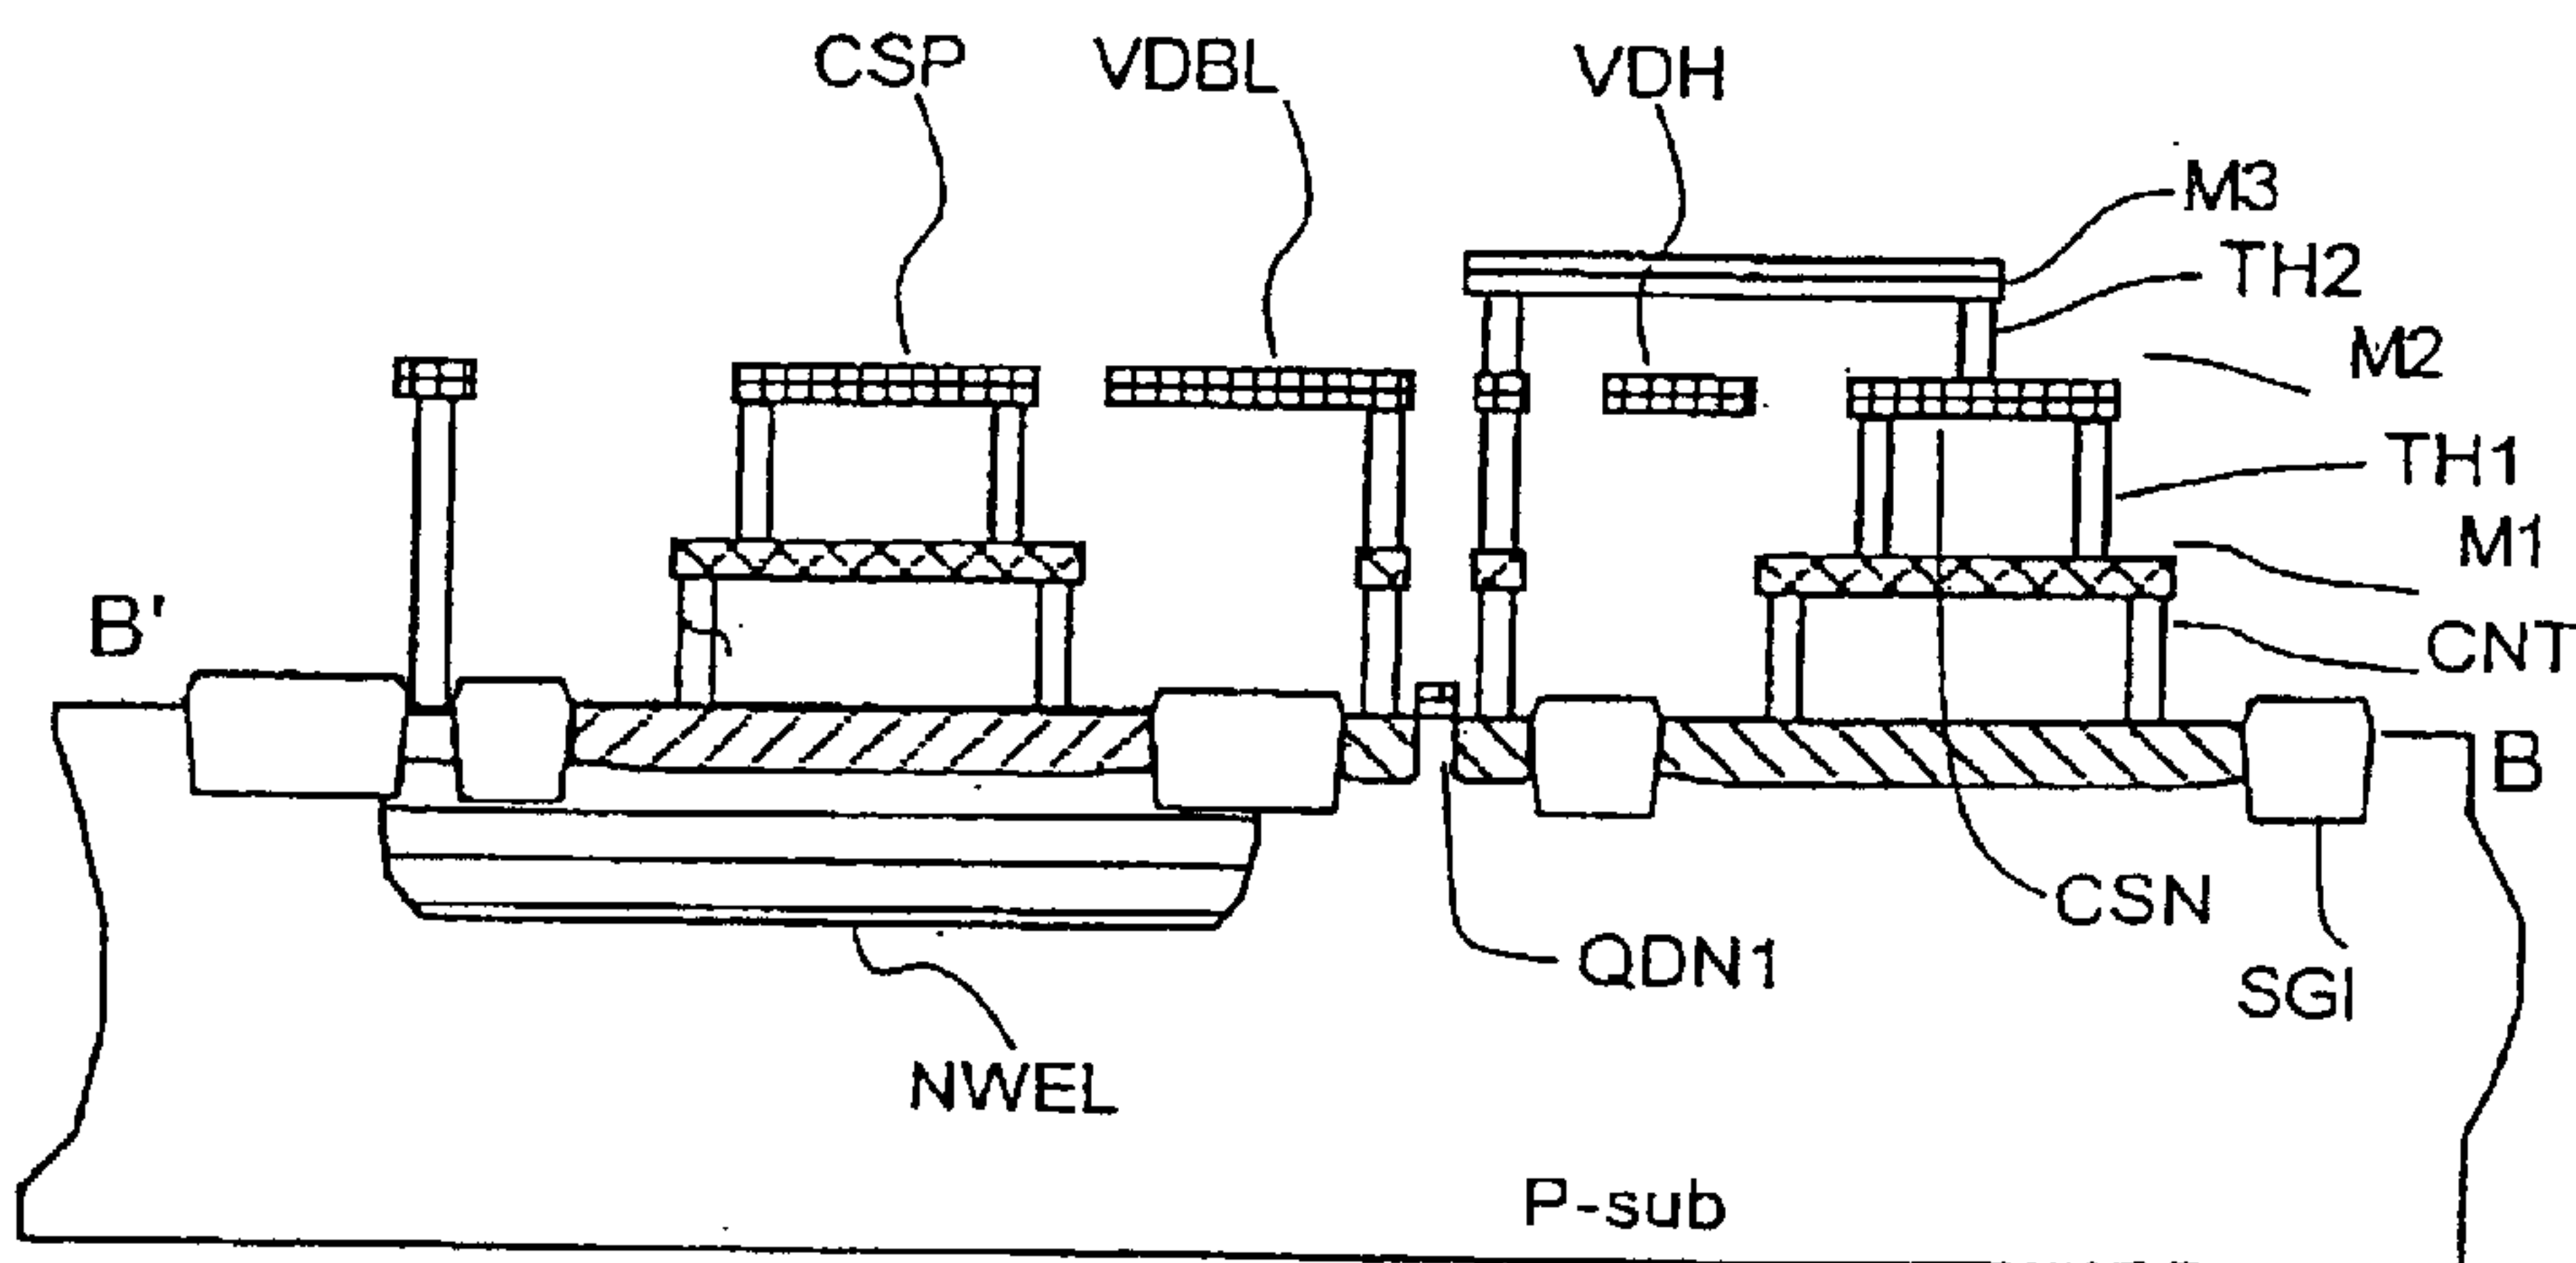 CSP VDBL VDH
M3
TH2
M2
TH1
M1
B' CNT
B
CSN
QDN1 SGI
NWEL
P-sub